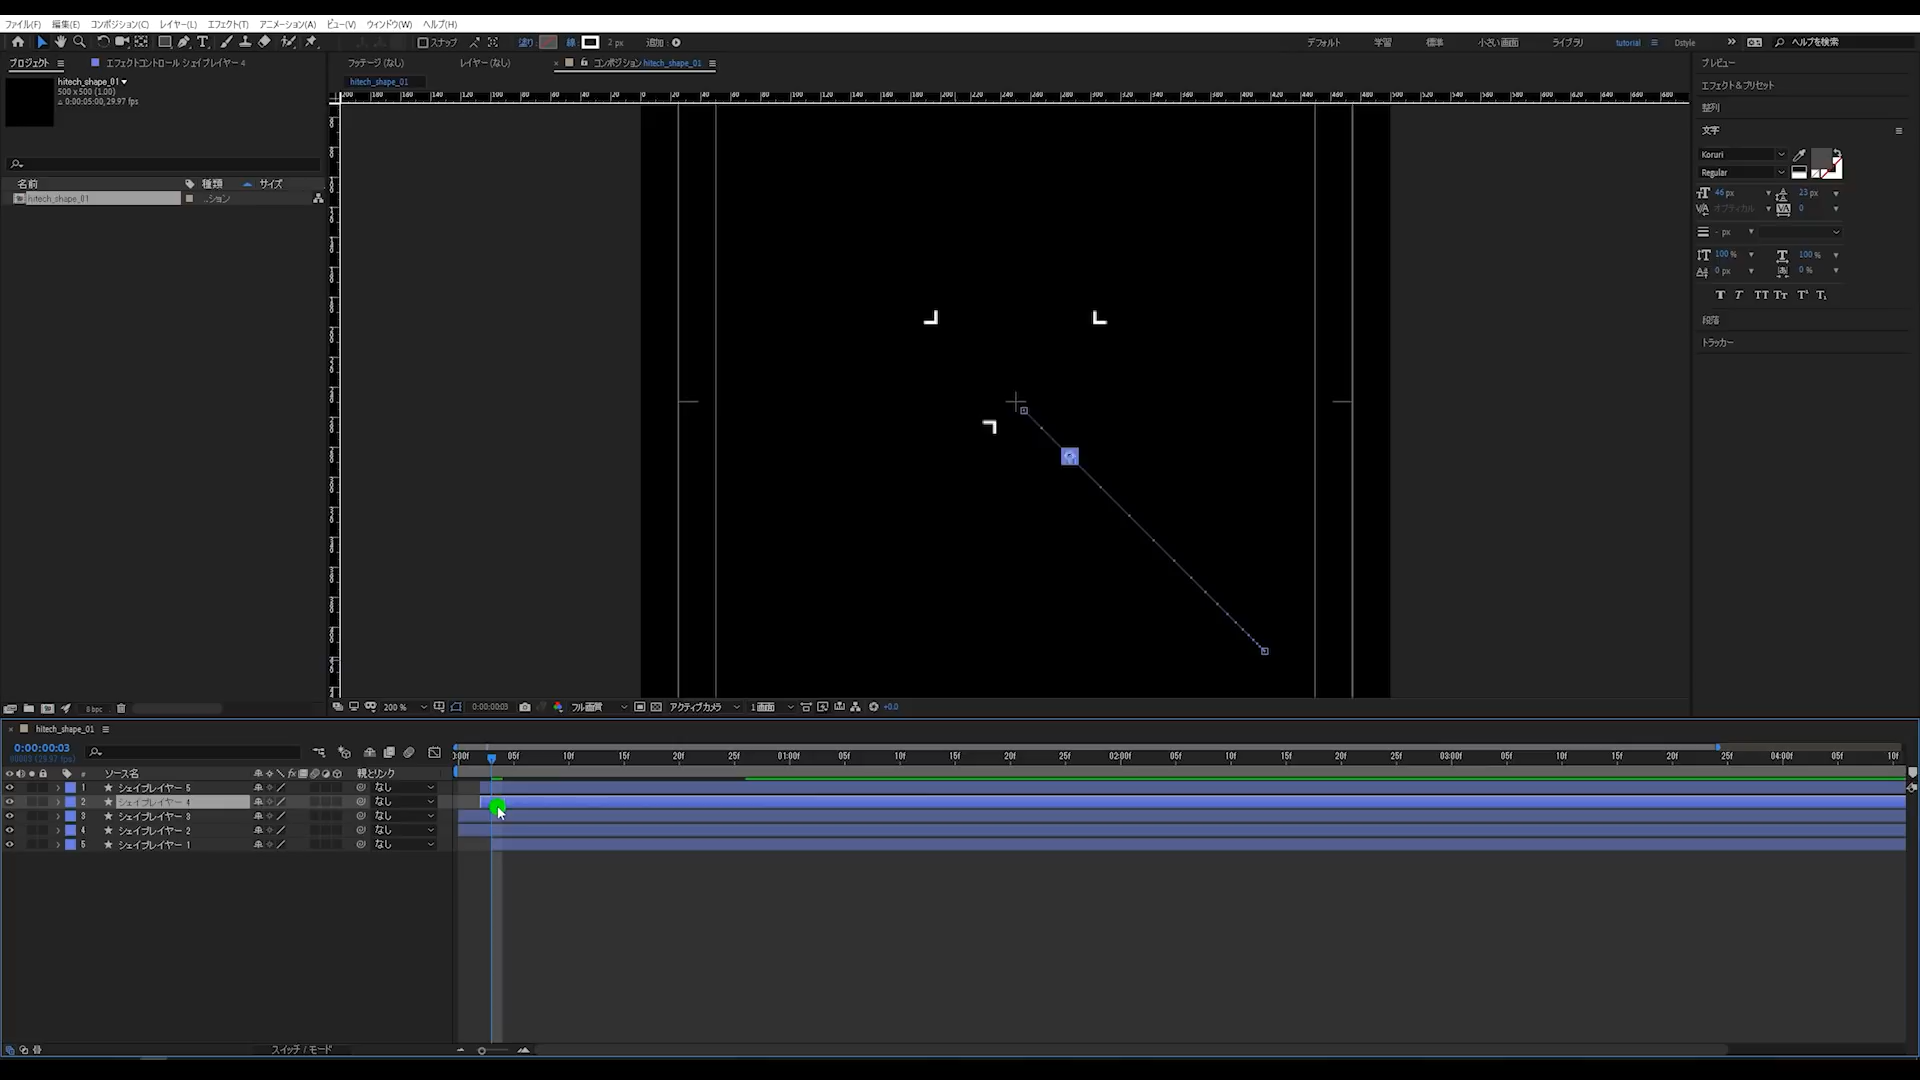 ファイル(F) 編集(E) コンポジション(C) レイヤー(L) エフェクト(T) アニメーション(A) ビュー(V) ウィンドウ(W) ヘルプ(H)
スナップ 塗り 線 2 px 追加: デフォルト 学習 標準 小さい画面 ライブラリ tutorial Dstyle ヘルプを検索
プロジェクト エフェクトコントロール シェイプレイヤー 4 フッテージ (なし) レイヤー (なし) コンポジション hitech_shape_01 プレビュー
hitech_shape_01
500 x 500 (1.00)
0:00:05:00, 29.97 fps
hitech_shape_01
エフェクト&プリセット
整列
文字
Koruri
Regular
46 px 23 px
オプティカル 0
- px
100 % 100 %
0 px 0 %
段落
トラッカー
名前 種類 サイズ
hitech_shape_01 ..ション
8 bpc 200 % 0:00:00:03 フル画質 アクティブカメラ 1画面 +0.0
hitech_shape_01
0:00:00:03
00003 (29.97 fps)
05f 10f 15f 20f 25f 01:00f 05f 10f 15f 20f 25f 02:00f 05f 10f 15f 20f 25f 03:00f 05f 10f 15f 20f 25f 04:00f 05f 10f
# ソース名 親とリンク
1 シェイプレイヤー 5 なし
2 シェイプレイヤー 4 なし
3 シェイプレイヤー 3 なし
4 シェイプレイヤー 2 なし
5 シェイプレイヤー 1 なし
スイッチ / モード